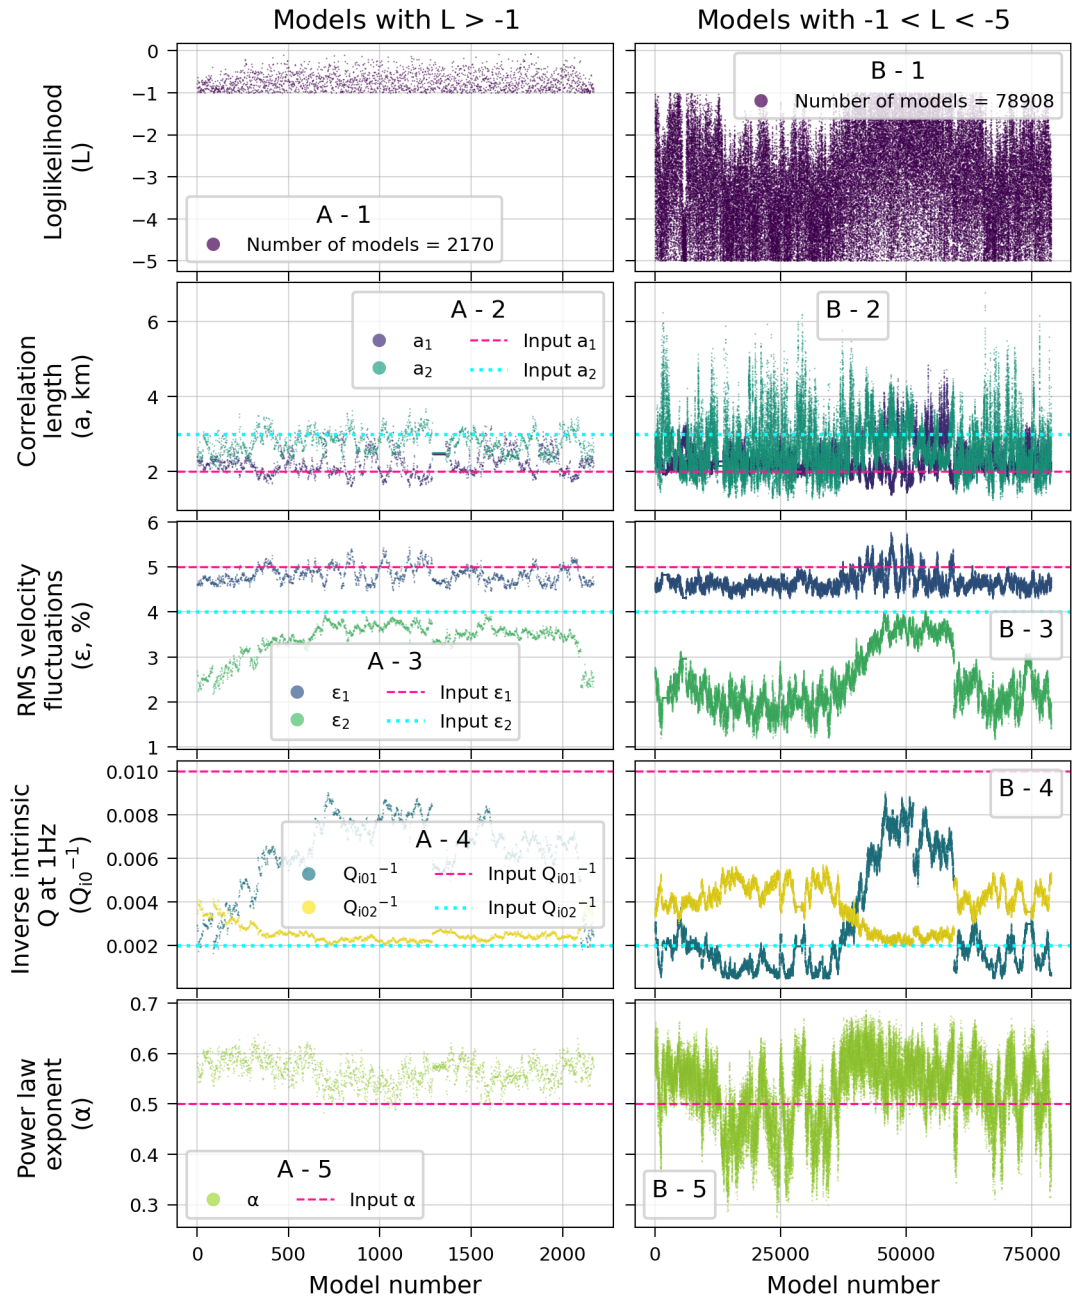 Models with L > -1
Models with -1 < L < -5
Loglikelihood
(L)
0
−1
−2
−3
−4
−5
A - 1
Number of models = 2170
B - 1
Number of models = 78908
Correlation
length
(a, km)
6
4
2
A - 2
a₁
Input a₁
a₂
Input a₂
B - 2
RMS velocity
fluctuations
(ε, %)
6
5
4
3
2
1
A - 3
ε₁
Input ε₁
ε₂
Input ε₂
B - 3
Inverse intrinsic
Q at 1Hz
(Qᵢ₀⁻¹)
0.010
0.008
0.006
0.004
0.002
A - 4
Qᵢ₀₁⁻¹
Input Qᵢ₀₁⁻¹
Qᵢ₀₂⁻¹
Input Qᵢ₀₂⁻¹
B - 4
Power law
exponent
(α)
0.7
0.6
0.5
0.4
0.3
A - 5
α
Input α
B - 5
0 500 1000 1500 2000
Model number
0 25000 50000 75000
Model number